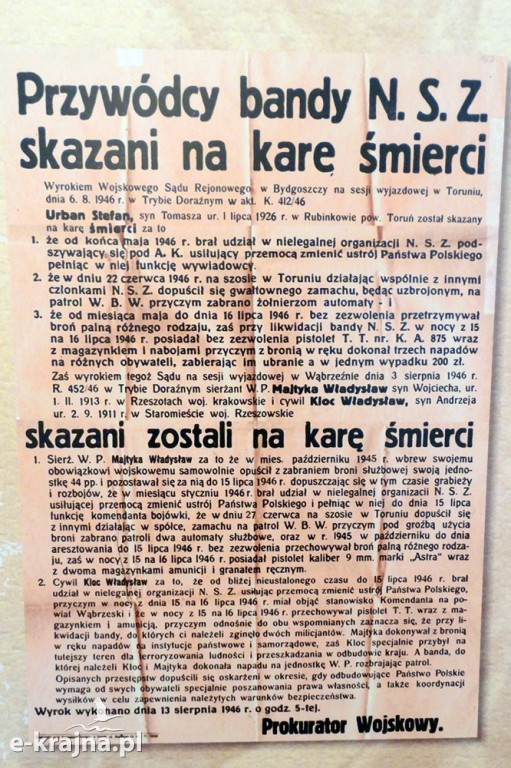 Przywódcy bandy N. S. Z.
skazani na karę śmierci
Wyrokiem Wojskowego Sądu Rejonowego w Bydgoszczy na sesji wyjazdowej w Toruniu,
dnia 6. 8. 1946 r. w Trybie Doraźnym w akt. K. 412/46
Urban Stefan, syn Tomasza ur. 1 lipca 1926 r. w Rubinkowie pow. Toruń został skazany
na karę śmierci za to
1. że od końca maja 1946 r. brał udział w nielegalnej organizacji N. S. Z. pod-
szywającej się pod A. K. usiłującej przemocą zmienić ustrój Państwa Polskiego
pełniąc w niej funkcję wywiadowcy.
2. że w dniu 22 czerwca 1946 r. na szosie w Toruniu działając wspólnie z innymi
członkami N. S. Z. dopuścił się gwałtownego zamachu, będąc uzbrojonym, na
patrol W. B. W. przyczym zabrano żołnierzom automaty - i
3. że od miesiąca maja do dnia 16 lipca 1946 r. bez zezwolenia przetrzymywał
broń palną różnego rodzaju, zaś przy likwidacji bandy N. S. Z. w nocy z 15
na 16 lipca 1946 r. posiadał bez zezwolenia pistolet T. T. nr. K. A. 875 wraz
z magazynkiem i nabojami przyczym z bronią w ręku dokonał trzech napadów
na różnych obywateli, zabierając im ubranie a w jednym wypadku 200 zł.
Zaś wyrokiem tegoż Sądu na sesji wyjazdowej w Wąbrzeźnie dnia 3 sierpnia 1946 r.
R. 452/46 w Trybie Doraźnym sierżant W. P. Majtyka Władysław syn Wojciecha, ur.
1. II. 1913 r. w Rzeszotach woj. krakowskie i cywil Kloc Władysław, syn Andrzeja
ur. 2. 9. 1911 r. w Staromieście woj. Rzeszowskie
skazani zostali na karę śmierci
1. Sierż. W. P. Majtyka Władysław za to że w mies. październiku 1945 r. wbrew swojemu
obowiązkowi wojskowemu samowolnie opuścił z zabraniem broni służbowej swoją jedno-
stkę 44 pp. i pozostawał się za nią do 15 lipca 1946 r. dopuszczając się w tym czasie grabieży
i rozbojów, że w miesiącu styczniu 1946 r. brał udział w nielegalnej organizacji N. S. Z.
usiłującej przemocą zmienić ustrój Państwa Polskiego i pełniąc w niej do dnia 15 lipca
funkcję komendanta bojówki, że w dniu 27 czerwca na szosie w Toruniu dopuścił się
z innymi działając w spółce, zamachu na patrol W. B. W. przyczym pod groźbą użycia
broni zabrano patroli dwa automaty służbowe, oraz w r. 1945 w październiku do dnia
aresztowania do 15 lipca 1946 r. bez zezwolenia przechowywał broń palną różnego rodza-
ju, zaś w nocy z 15 na 16 lipca 1946 r. posiadał pistolet kaliber 9 mm. marki „Astra" wraz
z dwoma magazynkami amunicji i granatem ręcznym.
2. Cywil Kloc Władysław za to, że od bliżej nieustalonego czasu do 15 lipca 1946 r. brał
udział w nielegalnej organizacji N. S. Z. usiłując przemocą zmienić ustrój Państwa Polskiego,
przyczym w nocy z dnia 15 na 16 lipca 1946 r. miał objąć stanowisko Komendanta na po-
wiat Wąbrzeski i że w nocy z 15 na 16 lipca 1946 r. przechowywał pistolet T. T. wraz z ma-
gazynkiem i amunicją, przyczym odnośnie do obu wspomnianych zaznacza się, że przy li-
kwidacji bandy, do których ci należeli zginęło dwóch milicjantów. Majtyka dokonywał z bronią
w ręku napadów na instytucje państwowe i samorządowe, zaś Kloc specjalnie przybył na
tutejszy teren dla sterroryzowania ludności i przeszkadzania w odbudowie kraju. A banda, do
której należeli Kloc i Majtyka dokonała napadu na jednostkę W. P. rozbrajając patrol.
Opisanych przestępstw dopuścili się oskarżeni w okresie, gdy odbudowujące Państwo Polskie
wymaga od swych obywateli specjalnie poszanowania prawa własności, a także koordynacji
wysiłków w celu zapewnienia należytych warunków bezpieczeństwa.
Wyrok wykonano dnia 13 sierpnia 1946 r. o godz. 5-tej.
Prokurator Wojskowy.
e-krajna.pl